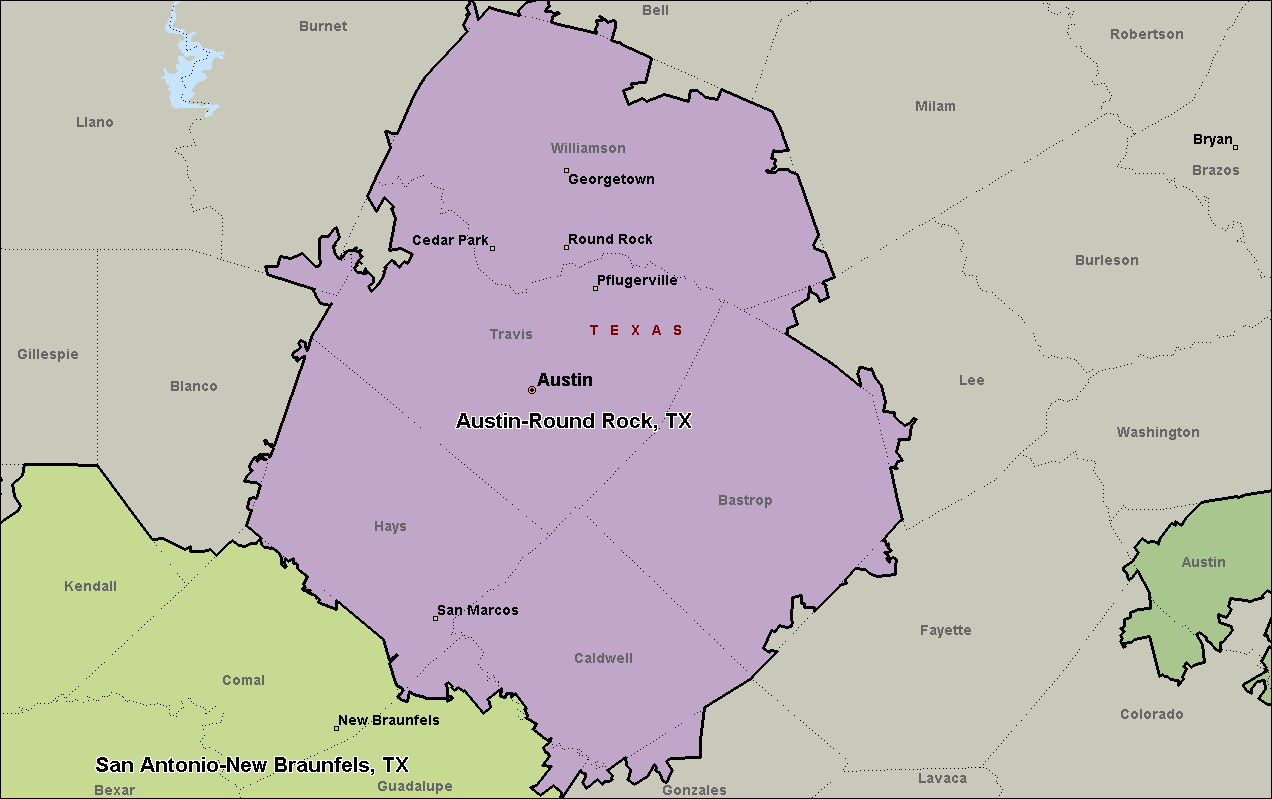 Bell
Burnet
Robertson
Milam
Llano
Bryan
Williamson
Brazos
Georgetown
Cedar Park
Round Rock
Burleson
Pflugerville
TEXAS
Travis
Gillespie
Blanco
Austin
Lee
Austin-Round Rock, TX
Washington
Bastrop
Hays
Austin
Kendall
San Marcos
Fayette
Caldwell
Comal
Colorado
New Braunfels
San Antonio-New Braunfels, TX
Lavaca
Guadalupe
Bexar
Gonzales